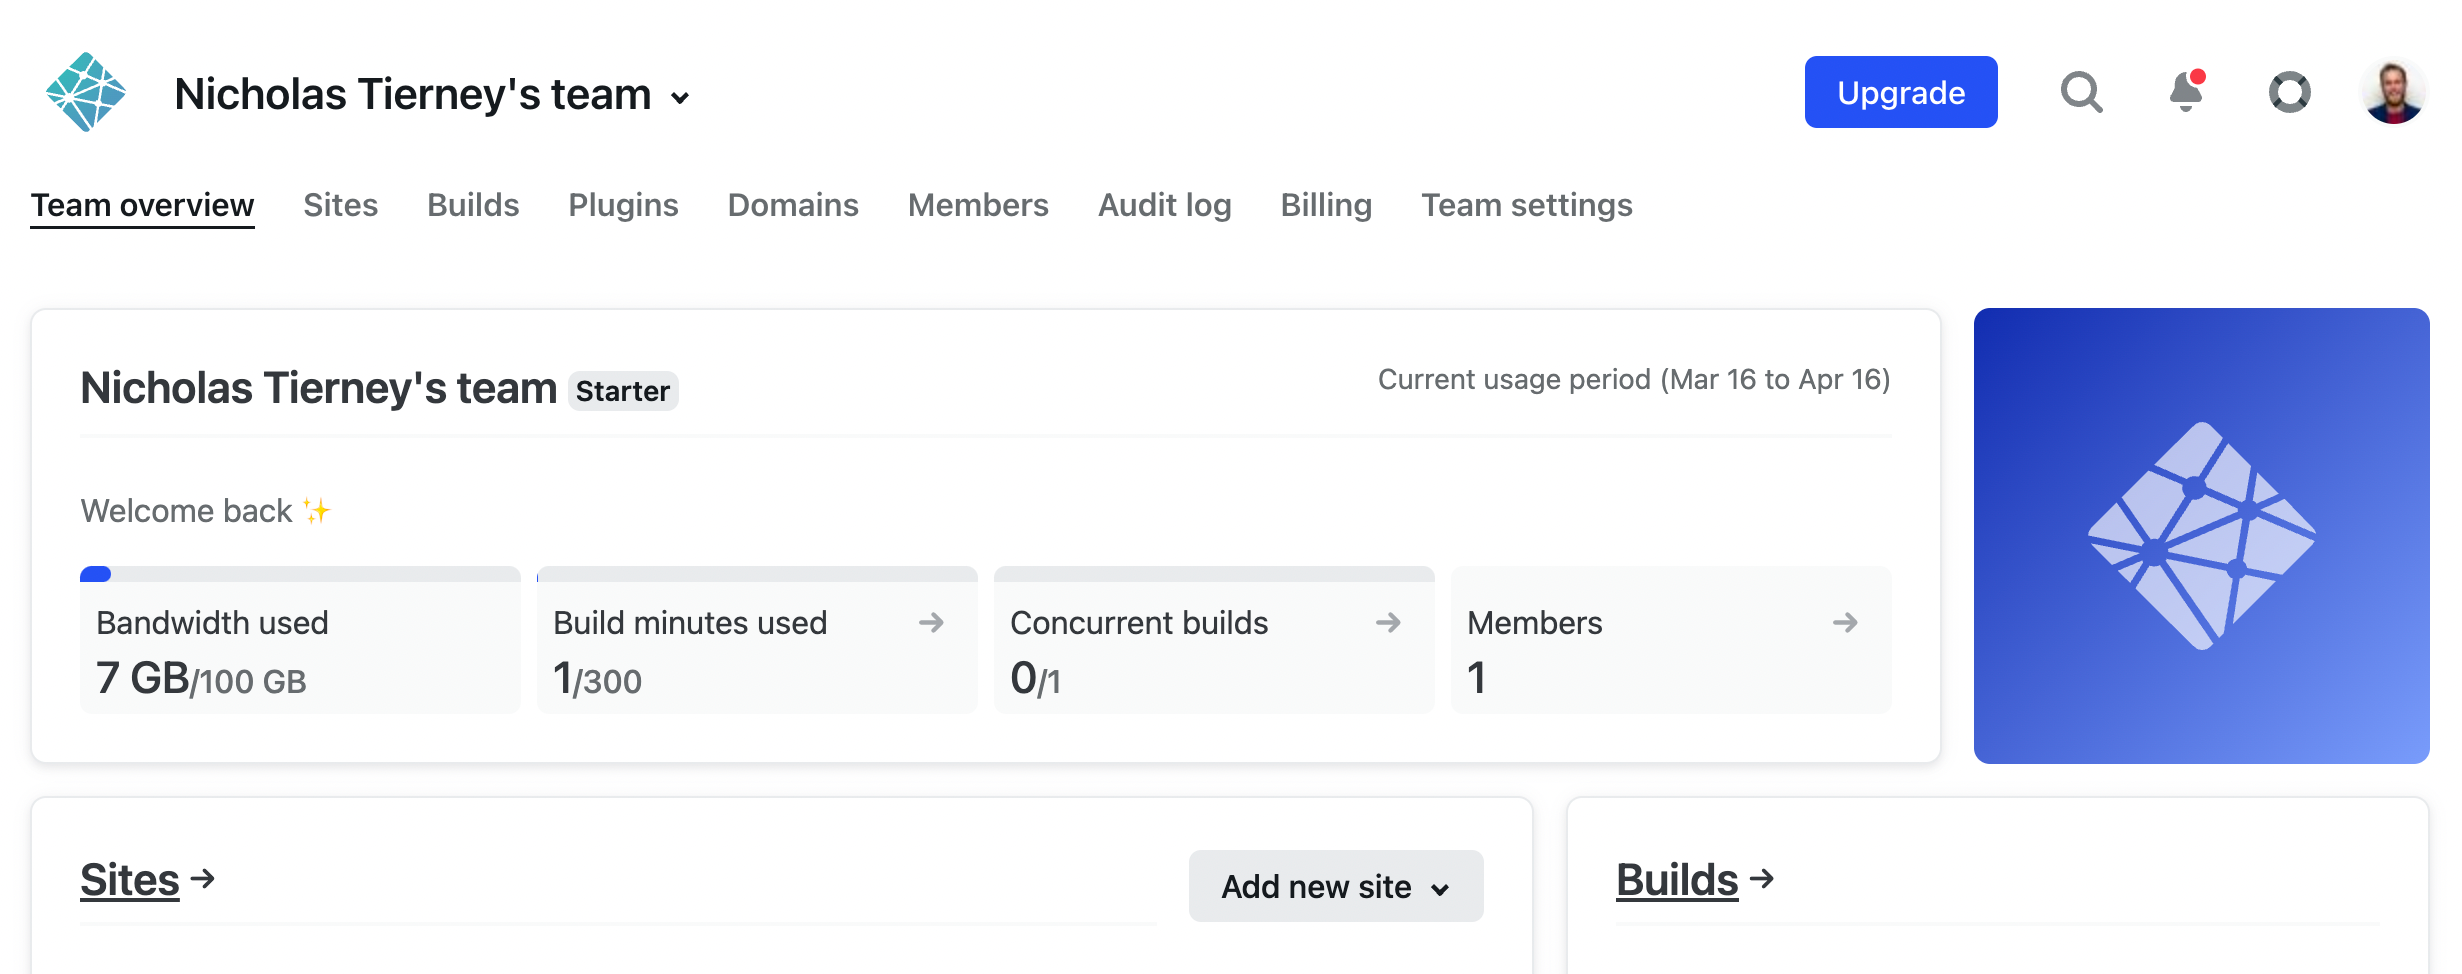 Nicholas Tierney's team
Upgrade
Team overview Sites Builds Plugins Domains Members Audit log Billing Team settings
Nicholas Tierney's team Starter
Current usage period (Mar 16 to Apr 16)
Welcome back ✨
Bandwidth used
7 GB/100 GB
Build minutes used
1/300
Concurrent builds
0/1
Members
1
Sites
Add new site
Builds